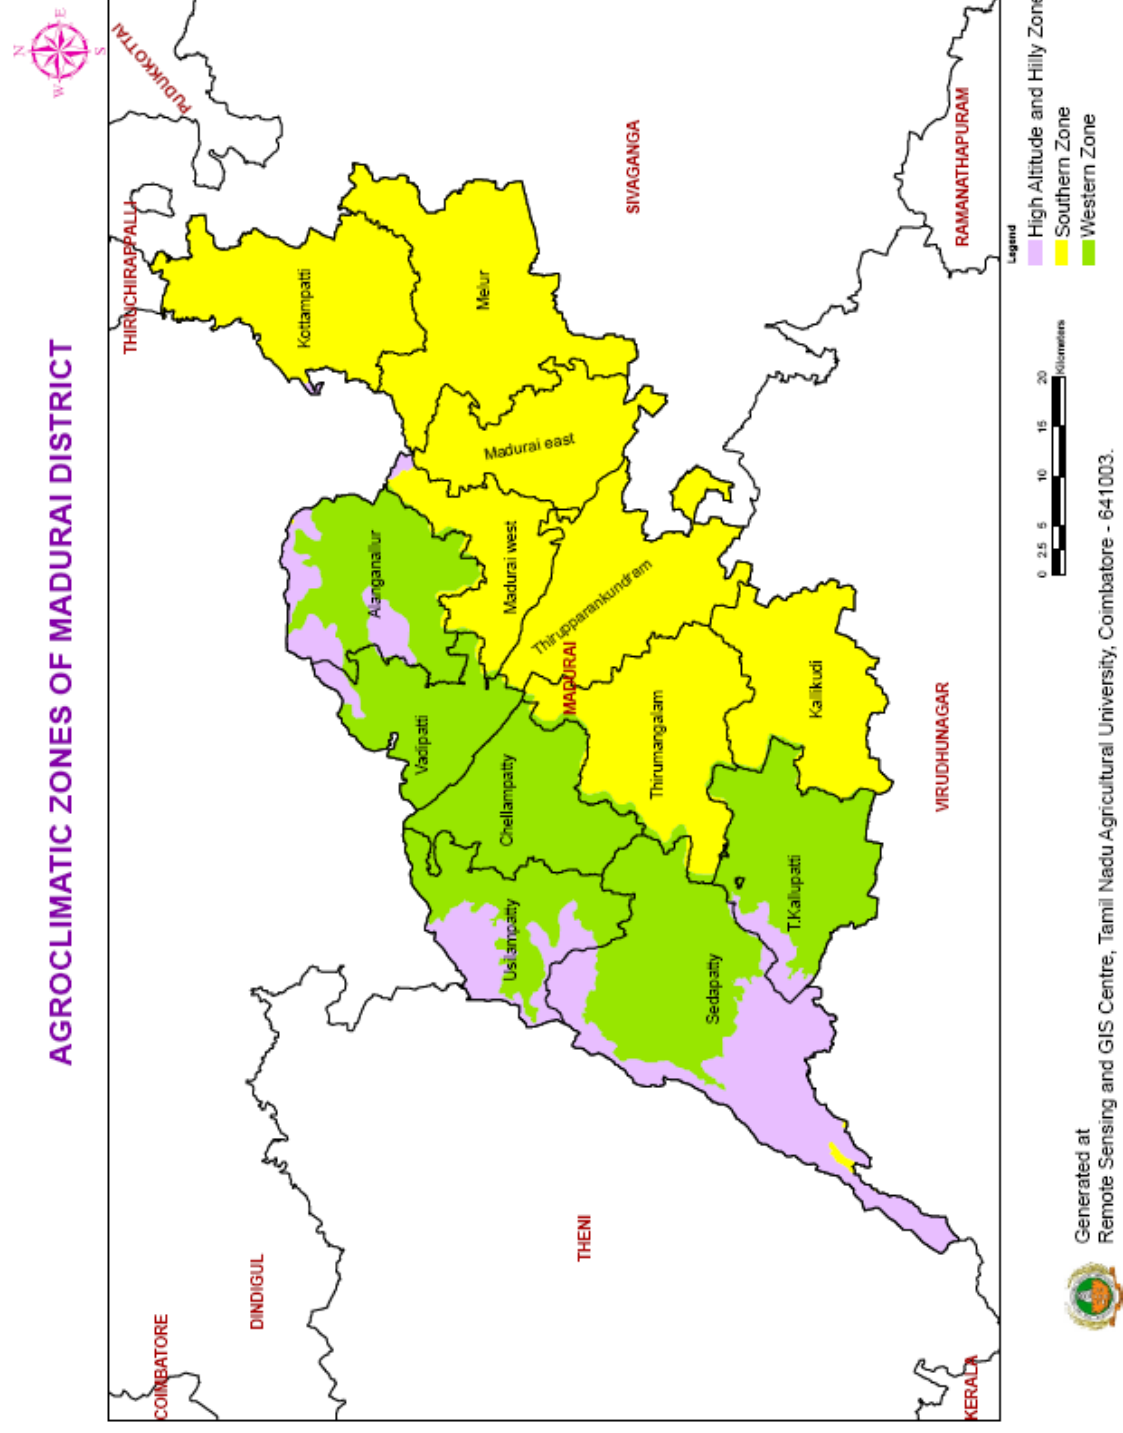 AGROCLIMATIC ZONES OF MADURAI DISTRICT
N
E
S
W
COIMBATORE
DINDIGUL
THIRUCHIRAPPALLI
PUDUKKOTTAI
THENI
SIVAGANGA
KERALA
VIRUDHUNAGAR
RAMANATHAPURAM
MADURAI
Kottampatti
Melur
Madurai east
Alanganallur
Madurai west
Vadipatti
Thirupparankundram
Chellampatty
Usilampatty
Thirumangalam
Sedapatty
T.Kallupatti
Kallikudi
0 2.5 5 10 15 20
Kilometers
Legend
High Altitude and Hilly Zone
Southern Zone
Western Zone
Generated at
Remote Sensing and GIS Centre, Tamil Nadu Agricultural University, Coimbatore - 641003.